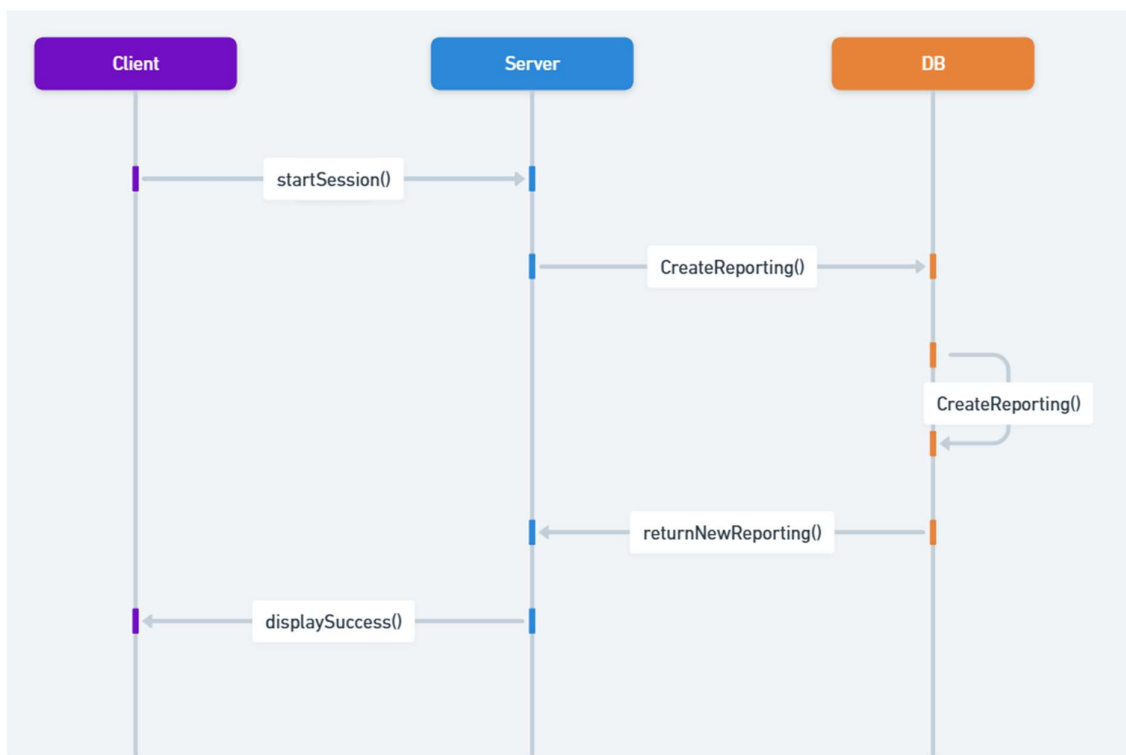 Client
Server
DB
startSession()
CreateReporting()
CreateReporting()
returnNewReporting()
displaySuccess()